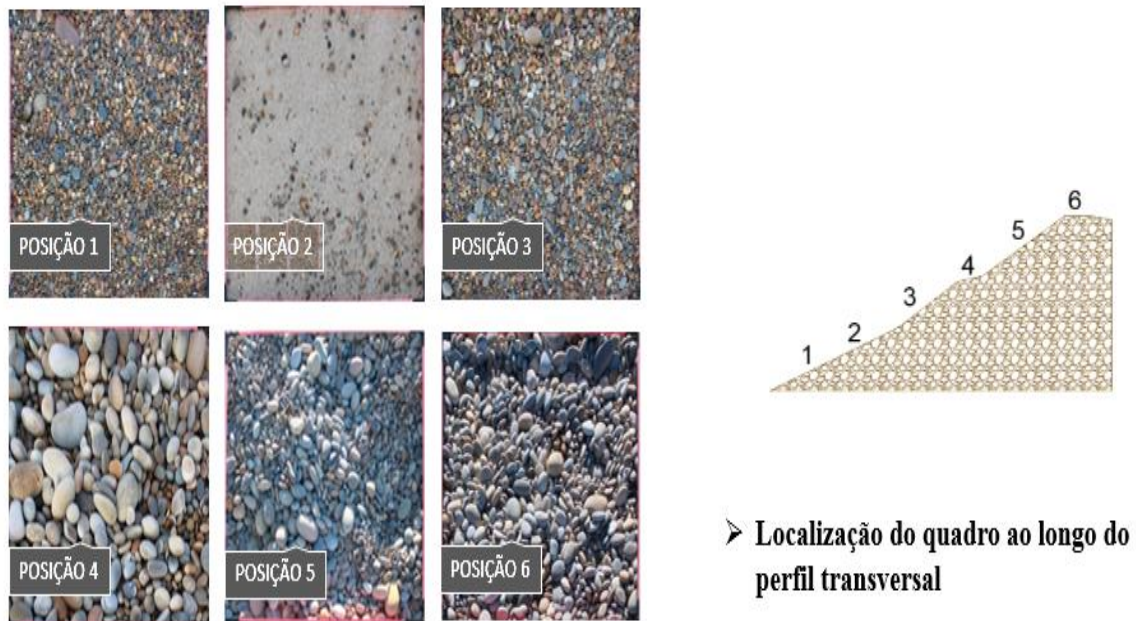 POSIÇÃO 1
POSIÇÃO 2
POSIÇÃO 3
POSIÇÃO 4
POSIÇÃO 5
POSIÇÃO 6
6
5
4
3
2
1
➢ Localização do quadro ao longo do
perfil transversal